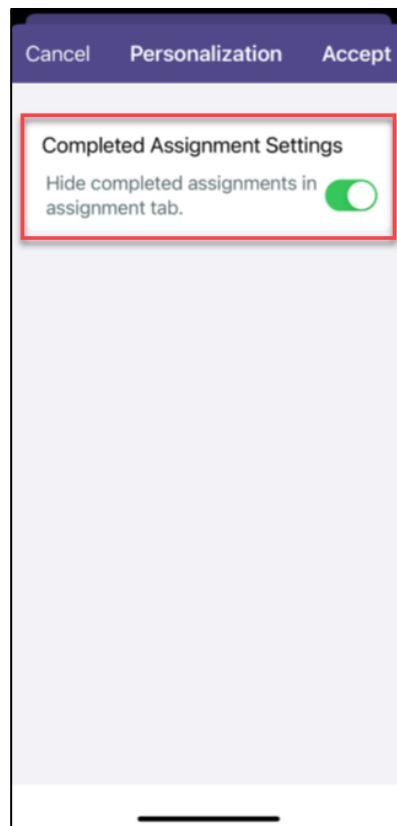 Cancel Personalization Accept
Completed Assignment Settings
Hide completed assignments in
assignment tab.